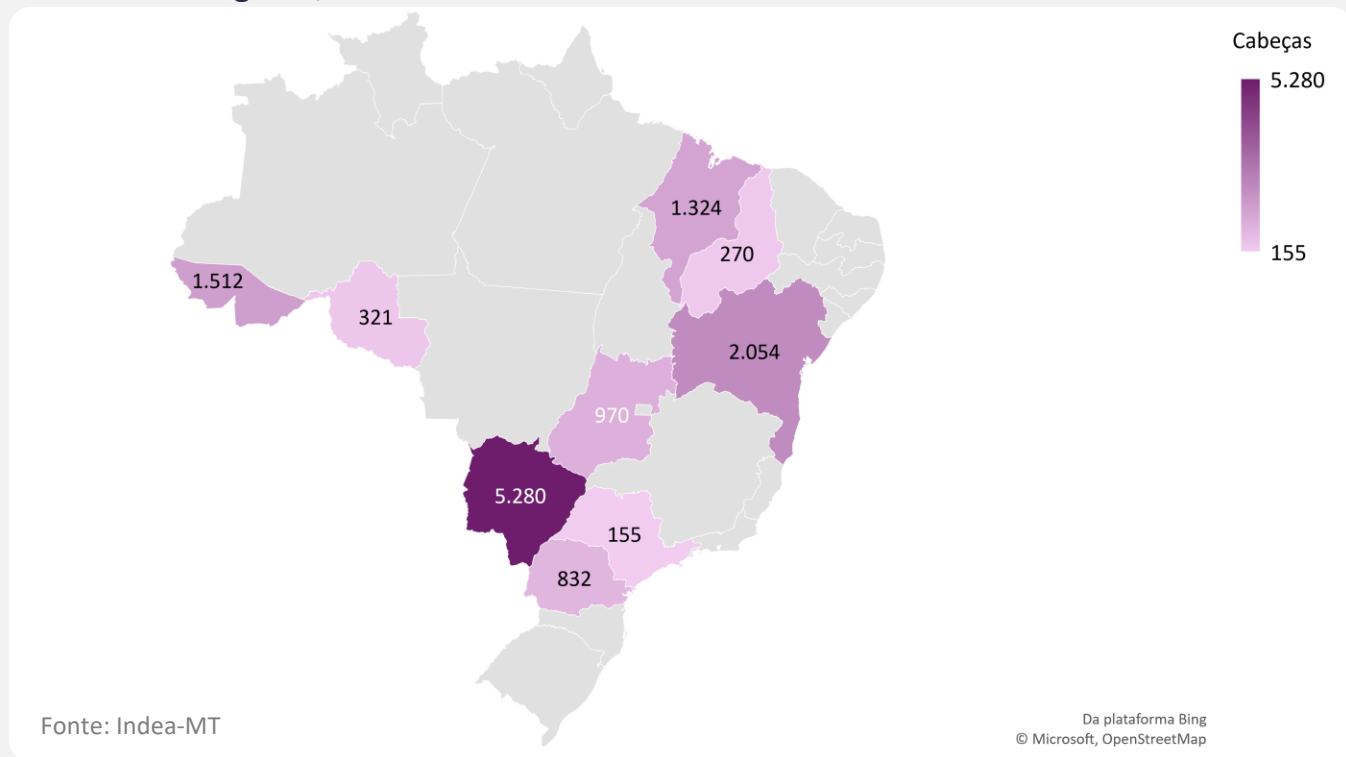 Cabeças
5.280
155
1.324
270
1.512
321
2.054
970
5.280
155
832
Fonte: Indea-MT
Da plataforma Bing
© Microsoft, OpenStreetMap